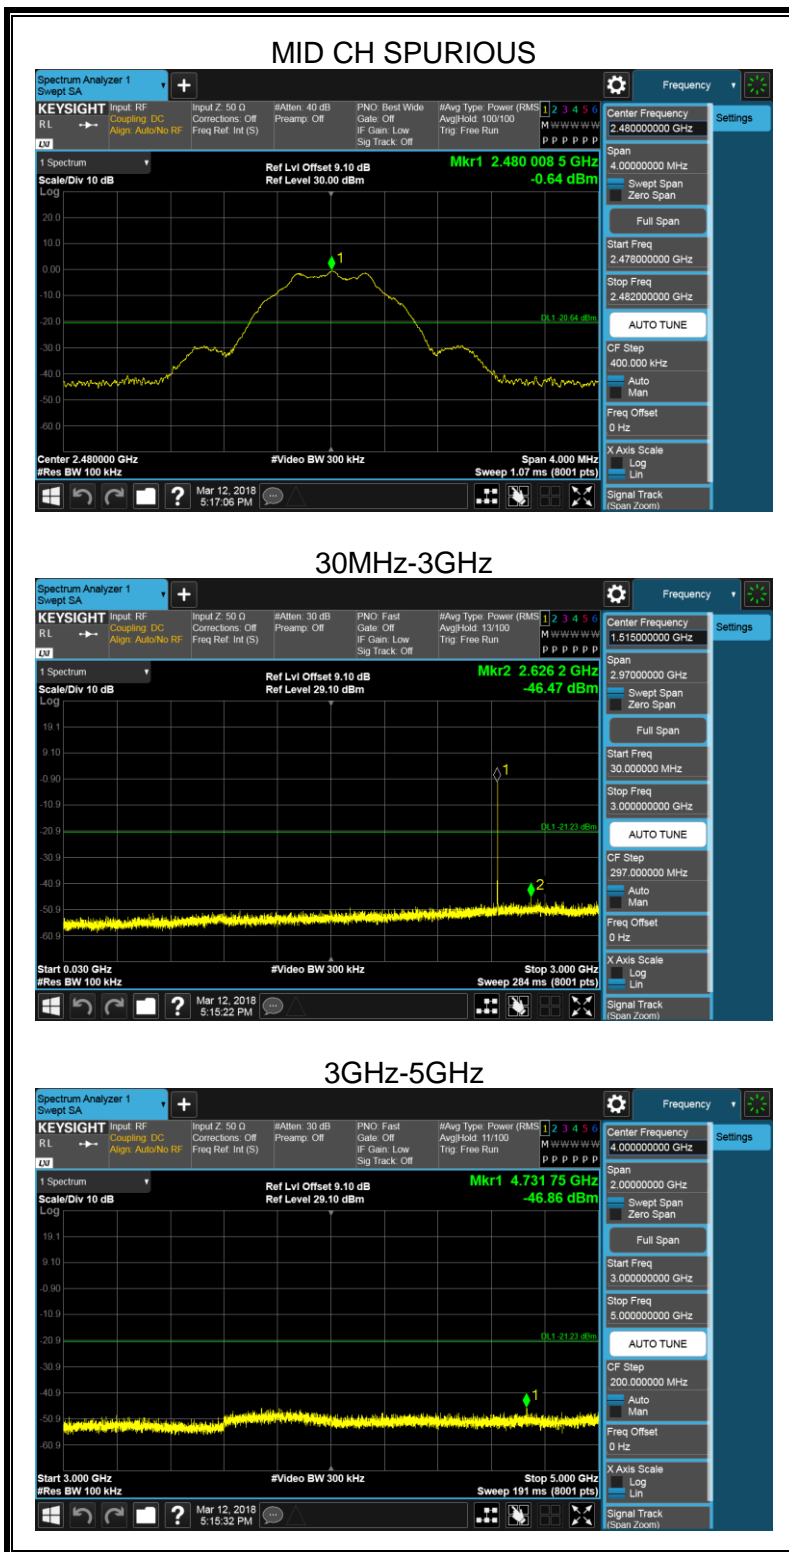 MID CH SPURIOUS
Spectrum Analyzer 1
Swept SA
Frequency
KEYSIGHT
RL
LXI
Input: RF
Coupling: DC
Align: Auto/No RF
Input Z: 50 Ω
Corrections: Off
Freq Ref: Int (S)
#Atten: 40 dB
Preamp: Off
PNO: Best Wide
Gate: Off
IF Gain: Low
Sig Track: Off
#Avg Type: Power (RMS
Avg|Hold: 100/100
Trig: Free Run
1 2 3 4 5 6
M W W W W W
P P P P P P
1 Spectrum
Scale/Div 10 dB
Log
Ref Lvl Offset 9.10 dB
Ref Level 30.00 dBm
Mkr1 2.480 008 5 GHz
-0.64 dBm
20.0
10.0
0.00
-10.0
-20.0
-30.0
-40.0
-50.0
-60.0
1
DL1 -20.64 dBm
Center 2.480000 GHz
#Res BW 100 kHz
#Video BW 300 kHz
Span 4.000 MHz
Sweep 1.07 ms (8001 pts)
Mar 12, 2018
5:17:06 PM
Center Frequency
2.480000000 GHz
Settings
Span
4.00000000 MHz
Swept Span
Zero Span
Full Span
Start Freq
2.478000000 GHz
Stop Freq
2.482000000 GHz
AUTO TUNE
CF Step
400.000 kHz
Auto
Man
Freq Offset
0 Hz
X Axis Scale
Log
Lin
Signal Track
(Span Zoom)
30MHz-3GHz
Spectrum Analyzer 1
Swept SA
Frequency
KEYSIGHT
RL
LXI
Input: RF
Coupling: DC
Align: Auto/No RF
Input Z: 50 Ω
Corrections: Off
Freq Ref: Int (S)
#Atten: 30 dB
Preamp: Off
PNO: Fast
Gate: Off
IF Gain: Low
Sig Track: Off
#Avg Type: Power (RMS
Avg|Hold: 13/100
Trig: Free Run
1 2 3 4 5 6
M W W W W W
P P P P P P
1 Spectrum
Scale/Div 10 dB
Log
Ref Lvl Offset 9.10 dB
Ref Level 29.10 dBm
Mkr2 2.626 2 GHz
-46.47 dBm
19.1
9.10
-0.90
-10.9
-20.9
-30.9
-40.9
-50.9
-60.9
1
2
DL1 -21.23 dBm
Start 0.030 GHz
#Res BW 100 kHz
#Video BW 300 kHz
Stop 3.000 GHz
Sweep 284 ms (8001 pts)
Mar 12, 2018
5:15:22 PM
Center Frequency
1.515000000 GHz
Settings
Span
2.97000000 GHz
Swept Span
Zero Span
Full Span
Start Freq
30.000000 MHz
Stop Freq
3.000000000 GHz
AUTO TUNE
CF Step
297.000000 MHz
Auto
Man
Freq Offset
0 Hz
X Axis Scale
Log
Lin
Signal Track
(Span Zoom)
3GHz-5GHz
Spectrum Analyzer 1
Swept SA
Frequency
KEYSIGHT
RL
LXI
Input: RF
Coupling: DC
Align: Auto/No RF
Input Z: 50 Ω
Corrections: Off
Freq Ref: Int (S)
#Atten: 30 dB
Preamp: Off
PNO: Fast
Gate: Off
IF Gain: Low
Sig Track: Off
#Avg Type: Power (RMS
Avg|Hold: 11/100
Trig: Free Run
1 2 3 4 5 6
M W W W W W
P P P P P P
1 Spectrum
Scale/Div 10 dB
Log
Ref Lvl Offset 9.10 dB
Ref Level 29.10 dBm
Mkr1 4.731 75 GHz
-46.86 dBm
19.1
9.10
-0.90
-10.9
-20.9
-30.9
-40.9
-50.9
-60.9
1
DL1 -21.23 dBm
Start 3.000 GHz
#Res BW 100 kHz
#Video BW 300 kHz
Stop 5.000 GHz
Sweep 191 ms (8001 pts)
Mar 12, 2018
5:15:32 PM
Center Frequency
4.000000000 GHz
Settings
Span
2.00000000 GHz
Swept Span
Zero Span
Full Span
Start Freq
3.000000000 GHz
Stop Freq
5.000000000 GHz
AUTO TUNE
CF Step
200.000000 MHz
Auto
Man
Freq Offset
0 Hz
X Axis Scale
Log
Lin
Signal Track
(Span Zoom)